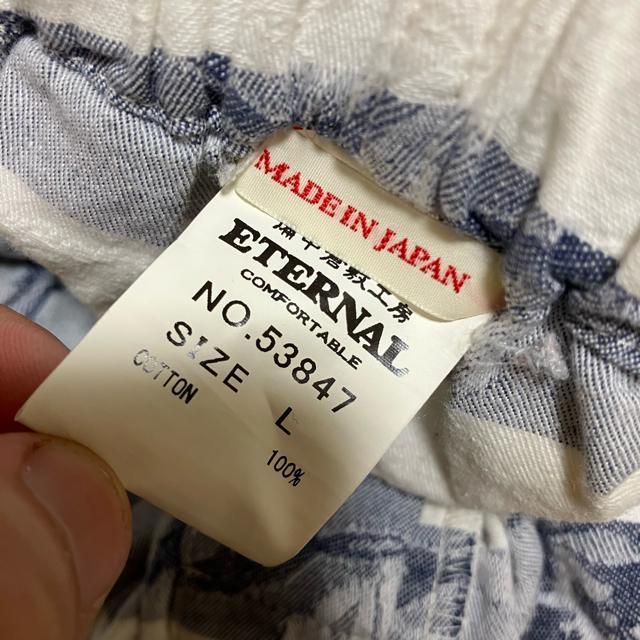 MADE IN JAPAN
備中倉敷工房
ETERNAL
COMFORTABLE
NO.53847
SIZE L
COTTON 100%